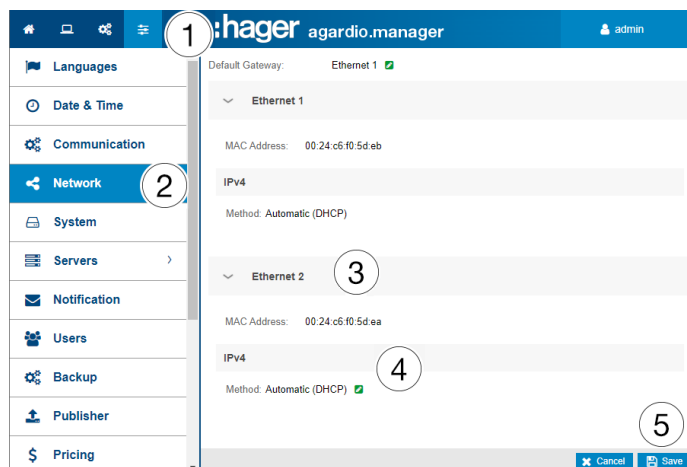 1
:hager agardio.manager
admin
Languages
Date & Time
Communication
Network
2
System
Servers
Notification
Users
Backup
Publisher
Pricing
Default Gateway: Ethernet 1
Ethernet 1
MAC Address: 00:24:c6:f0:5d:eb
IPv4
Method: Automatic (DHCP)
Ethernet 2
3
MAC Address: 00:24:c6:f0:5d:ea
IPv4
4
Method: Automatic (DHCP)
5
Cancel
Save